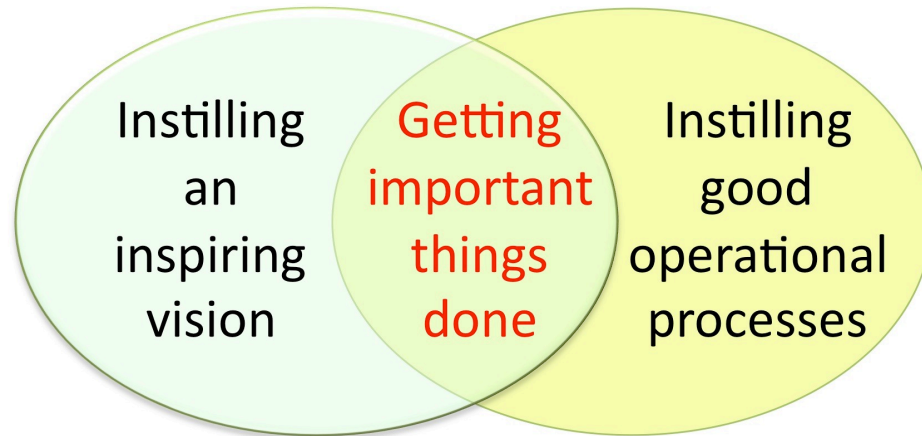 Instilling
an
inspiring
vision
Getting
important
things
done
Instilling
good
operational
processes